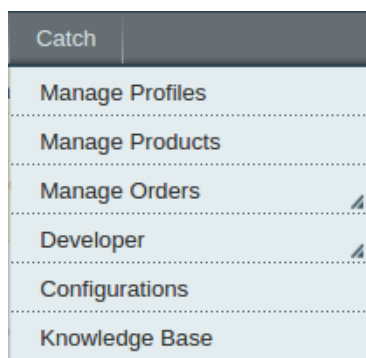 Catch
Manage Profiles
Manage Products
Manage Orders
Developer
Configurations
Knowledge Base